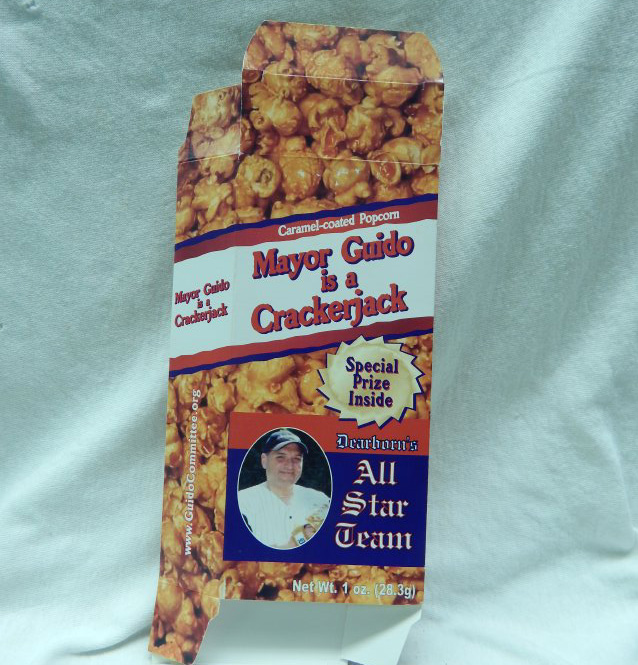 Caramel-coated Popcorn
Mayor Guido
is a
Crackerjack
Mayor Guido
is a
Crackerjack
Special
Prize
Inside
www.GuidoCommittee.org
Dearborn's
All
Star
Team
Net Wt. 1 oz. (28.3g)